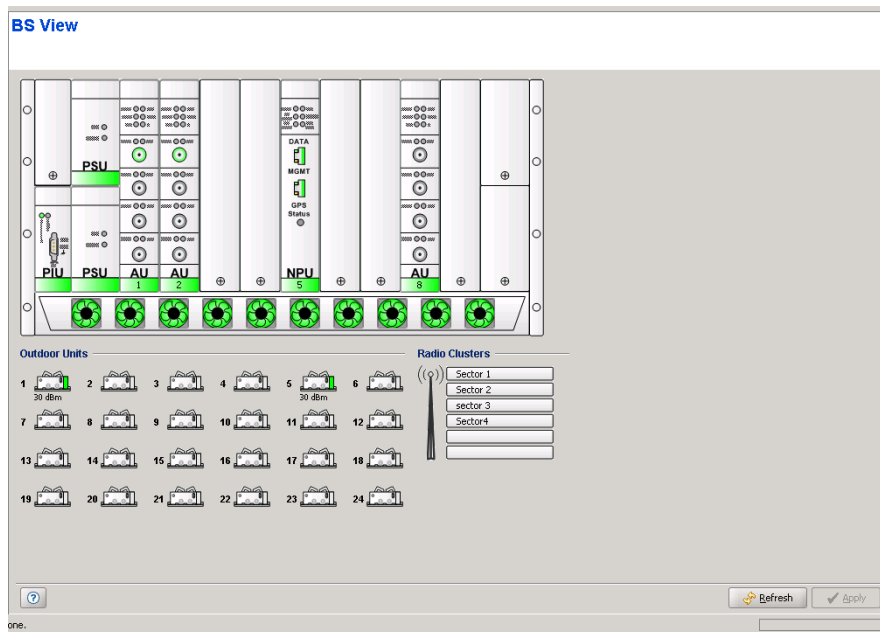 BS View
DATA
PSU
MGMT
GPS
Status
PIU PSU AU AU NPU AU
1 2 5 8
Outdoor Units
Radio Clusters
1 2 3 4 5 6
30 dBm 30 dBm
Sector 1
Sector 2
sector 3
Sector4
7 8 9 10 11 12
13 14 15 16 17 18
19 20 21 22 23 24
? Refresh Apply
one.